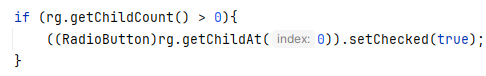 if (rg.getChildCount() > 0){
((RadioButton)rg.getChildAt( index: 0)).setChecked(true);
}